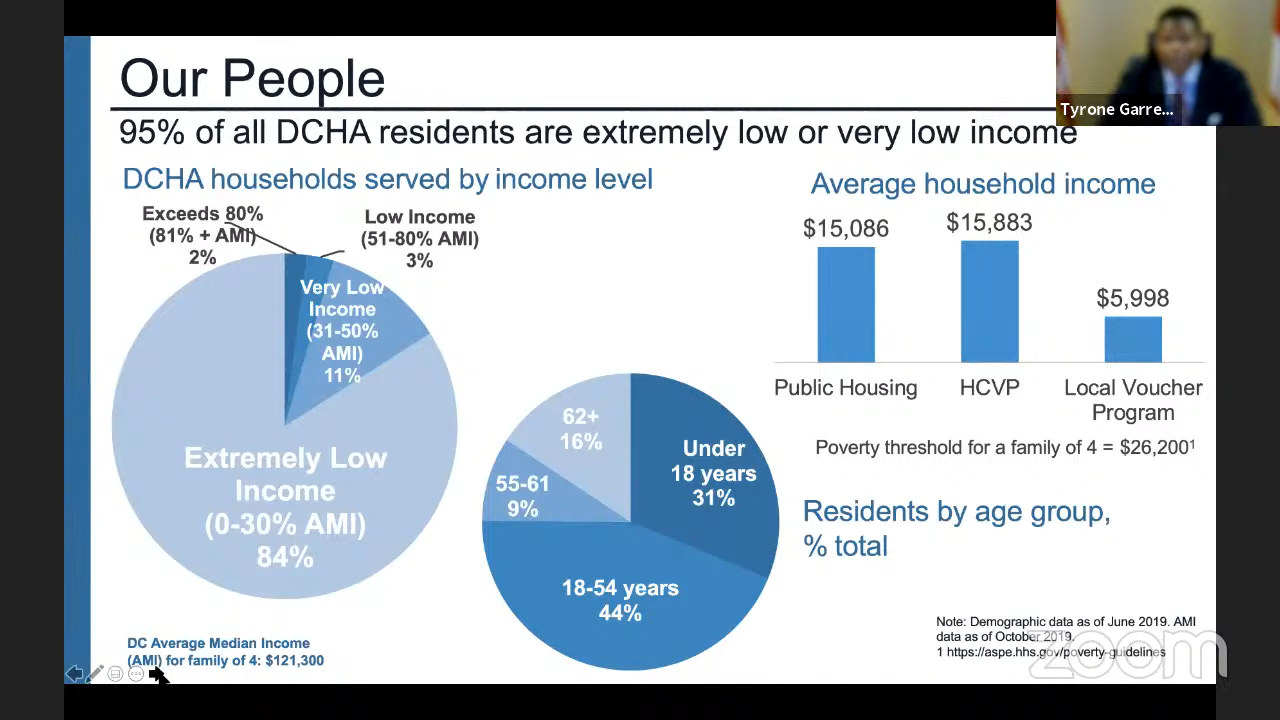 Our People
Tyrone Garre...
95% of all DCHA residents are extremely low or very low income
DCHA households served by income level
Exceeds 80%
(81% + AMI)
2%
Low Income
(51-80% AMI)
3%
Very Low
Income
(31-50%
AMI)
11%
Extremely Low
Income
(0-30% AMI)
84%
DC Average Median Income
(AMI) for family of 4: $121,300
62+
16%
Under
18 years
31%
55-61
9%
18-54 years
44%
Average household income
$15,086
$15,883
$5,998
Public Housing
HCVP
Local Voucher
Program
Poverty threshold for a family of 4 = $26,200¹
Residents by age group,
% total
Note: Demographic data as of June 2019. AMI
data as of October 2019.
1 https://aspe.hhs.gov/poverty-guidelines
zoom